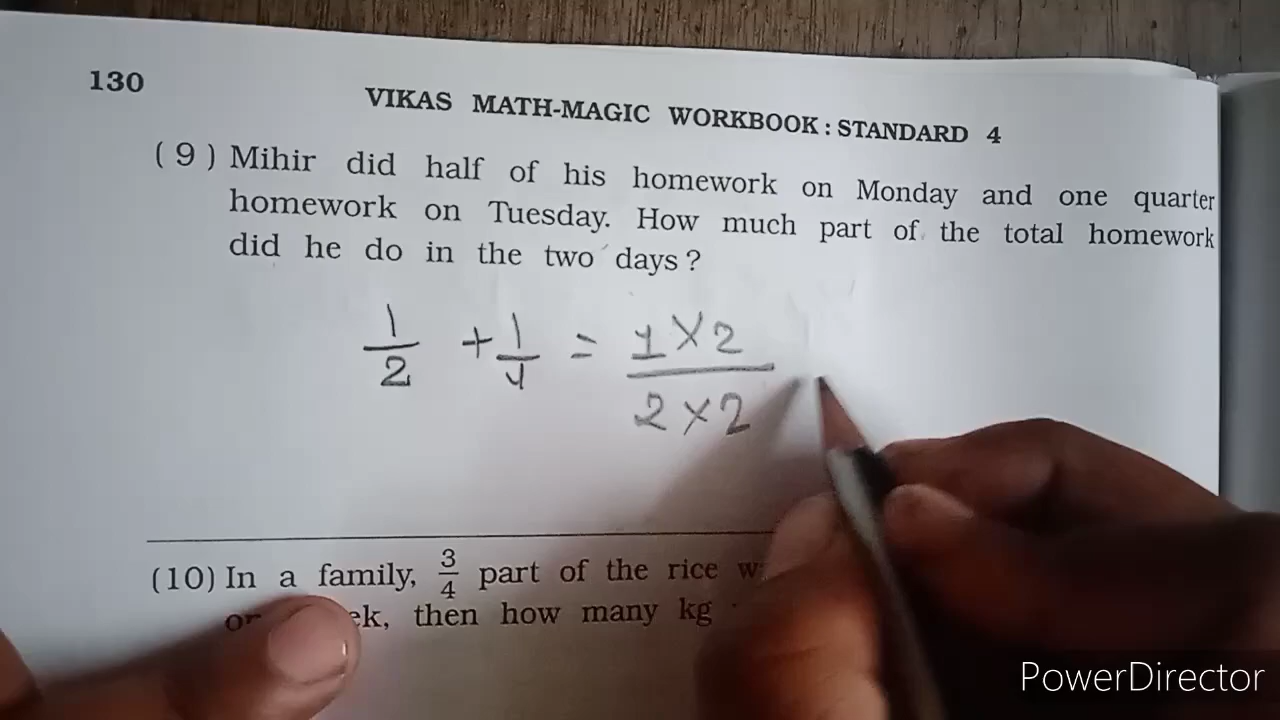 130
VIKAS MATH-MAGIC WORKBOOK : STANDARD 4
(9) Mihir did half of his homework on Monday and one quarter
homework on Tuesday. How much part of the total homework
did he do in the two days ?
1/2 + 1/4 = 1×2/2×2
(10) In a family, 3/4 part of the rice
then how many kg
PowerDirector